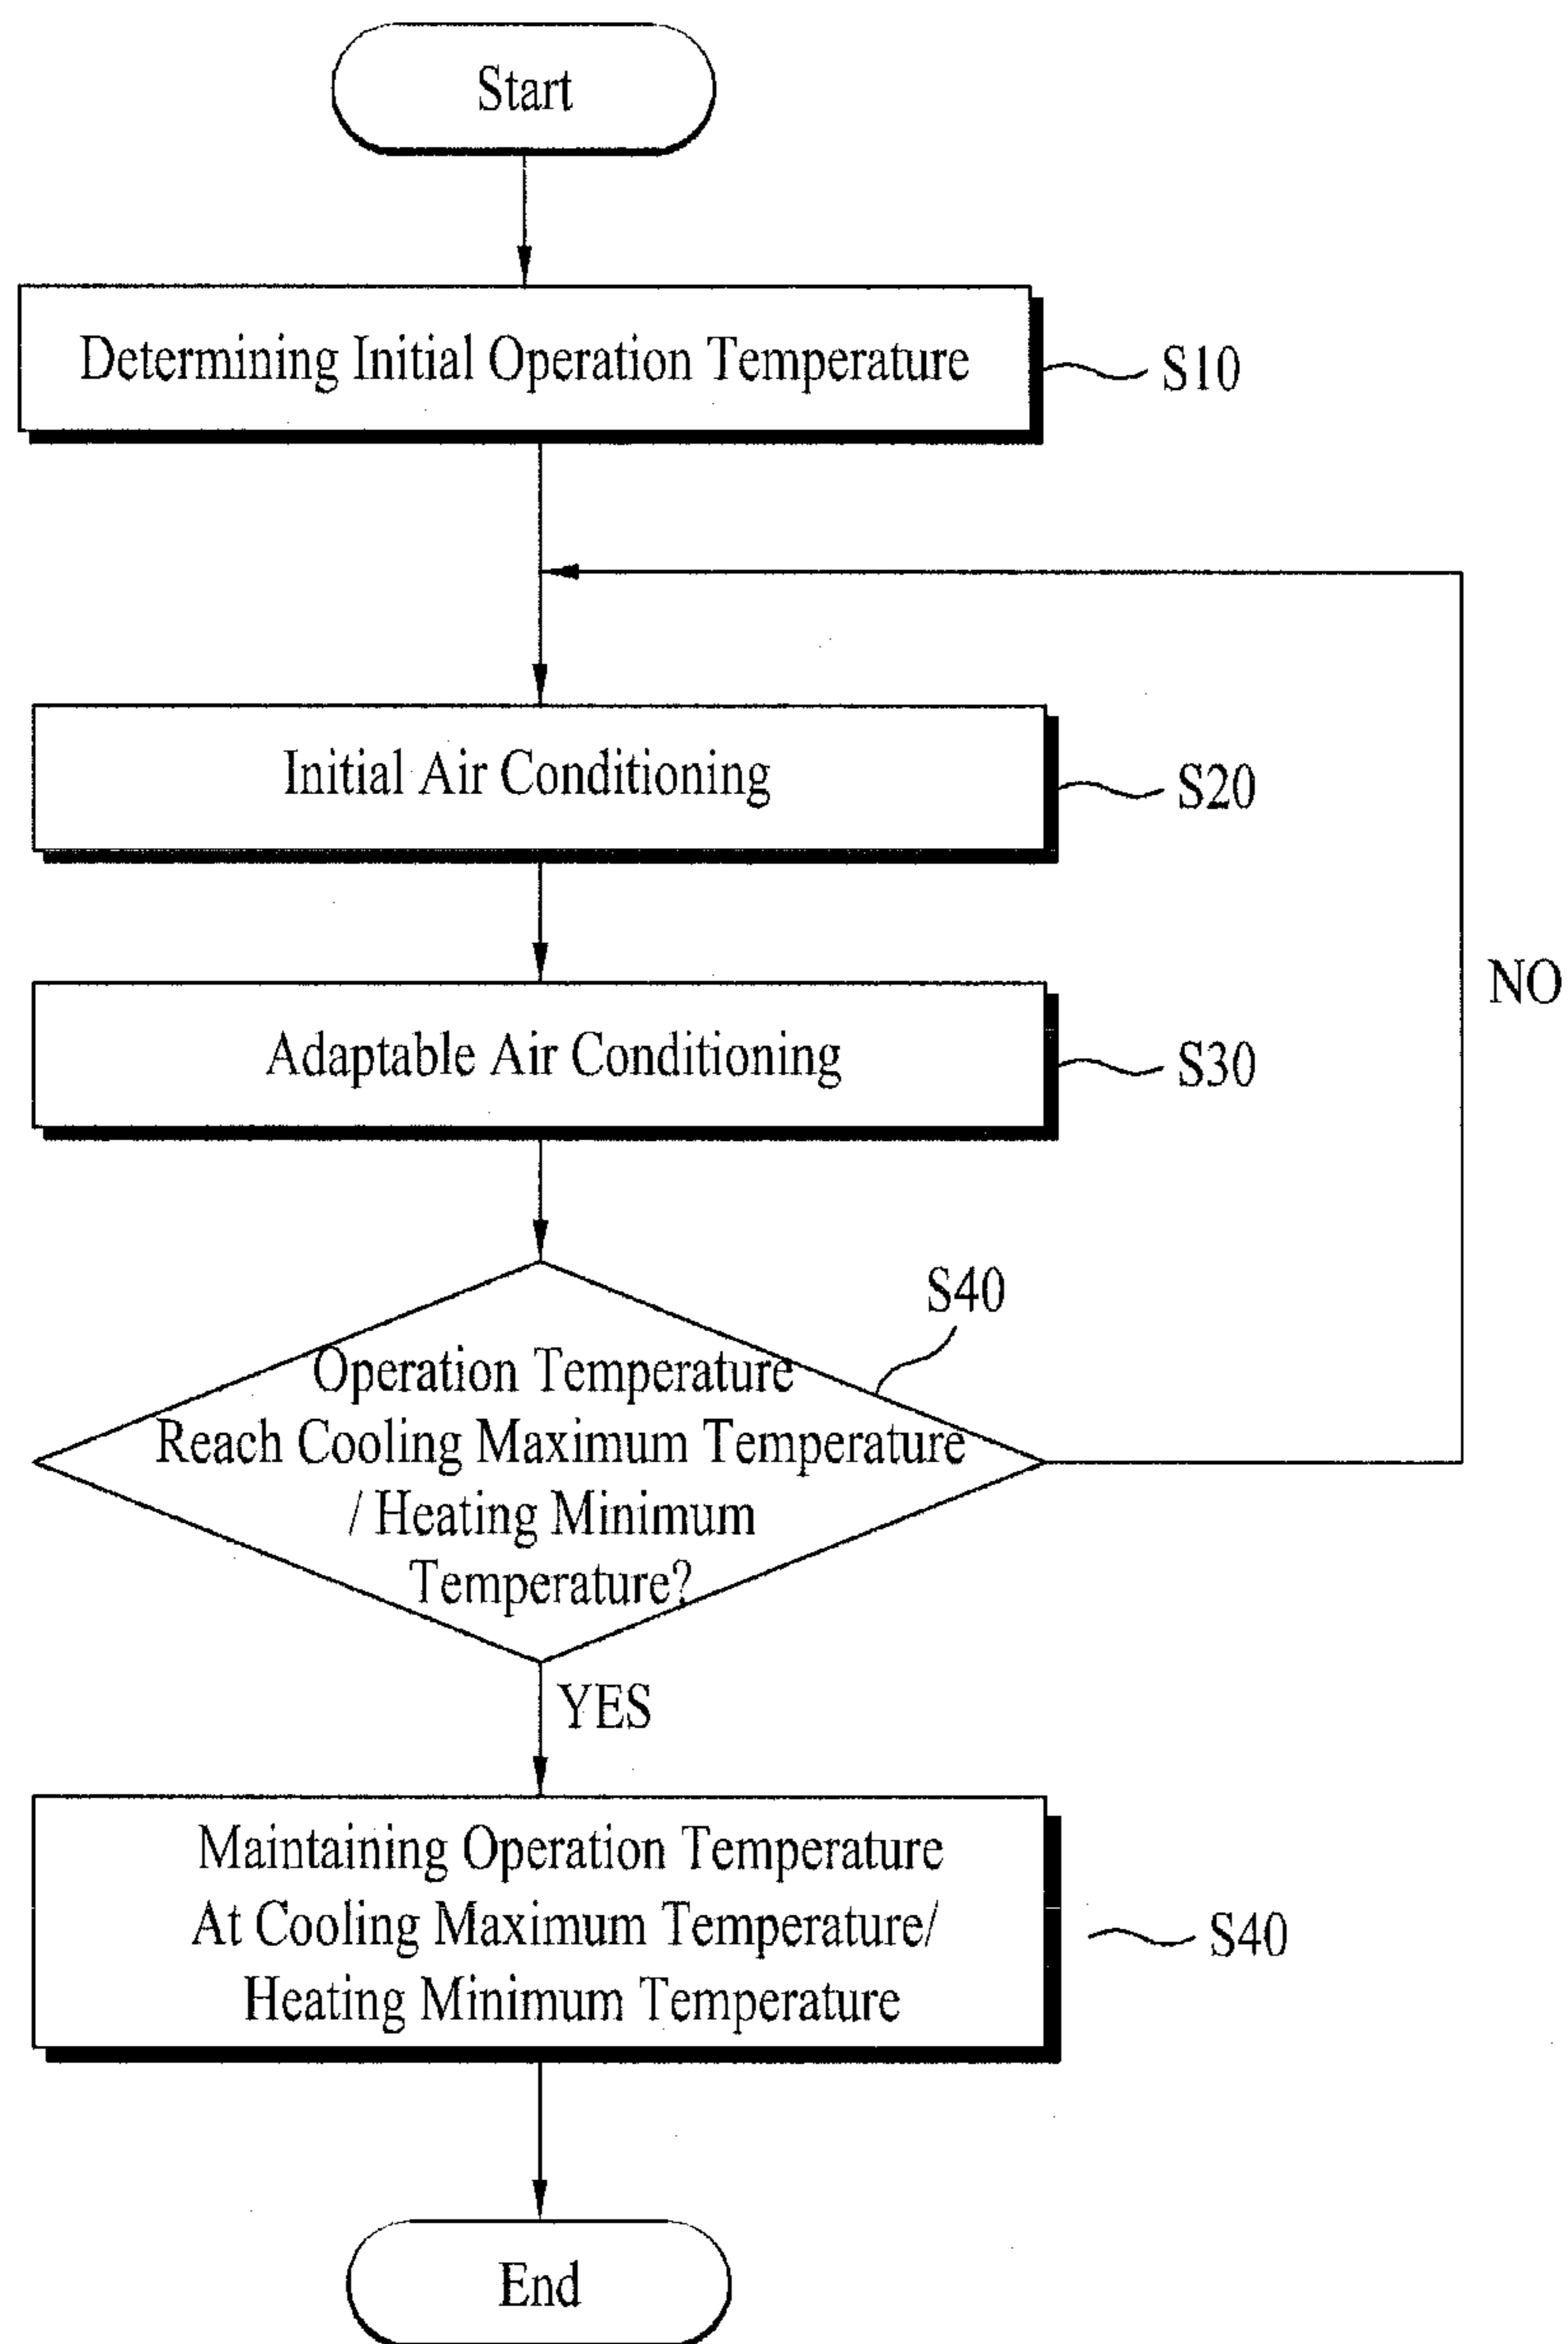 Start
Determining Initial Operation Temperature
S10
Initial Air Conditioning
S20
NO
Adaptable Air Conditioning
S30
S40
Operation Temperature
Reach Cooling Maximum Temperature
/ Heating Minimum
Temperature?
YES
Maintaining Operation Temperature
At Cooling Maximum Temperature/
Heating Minimum Temperature
S40
End